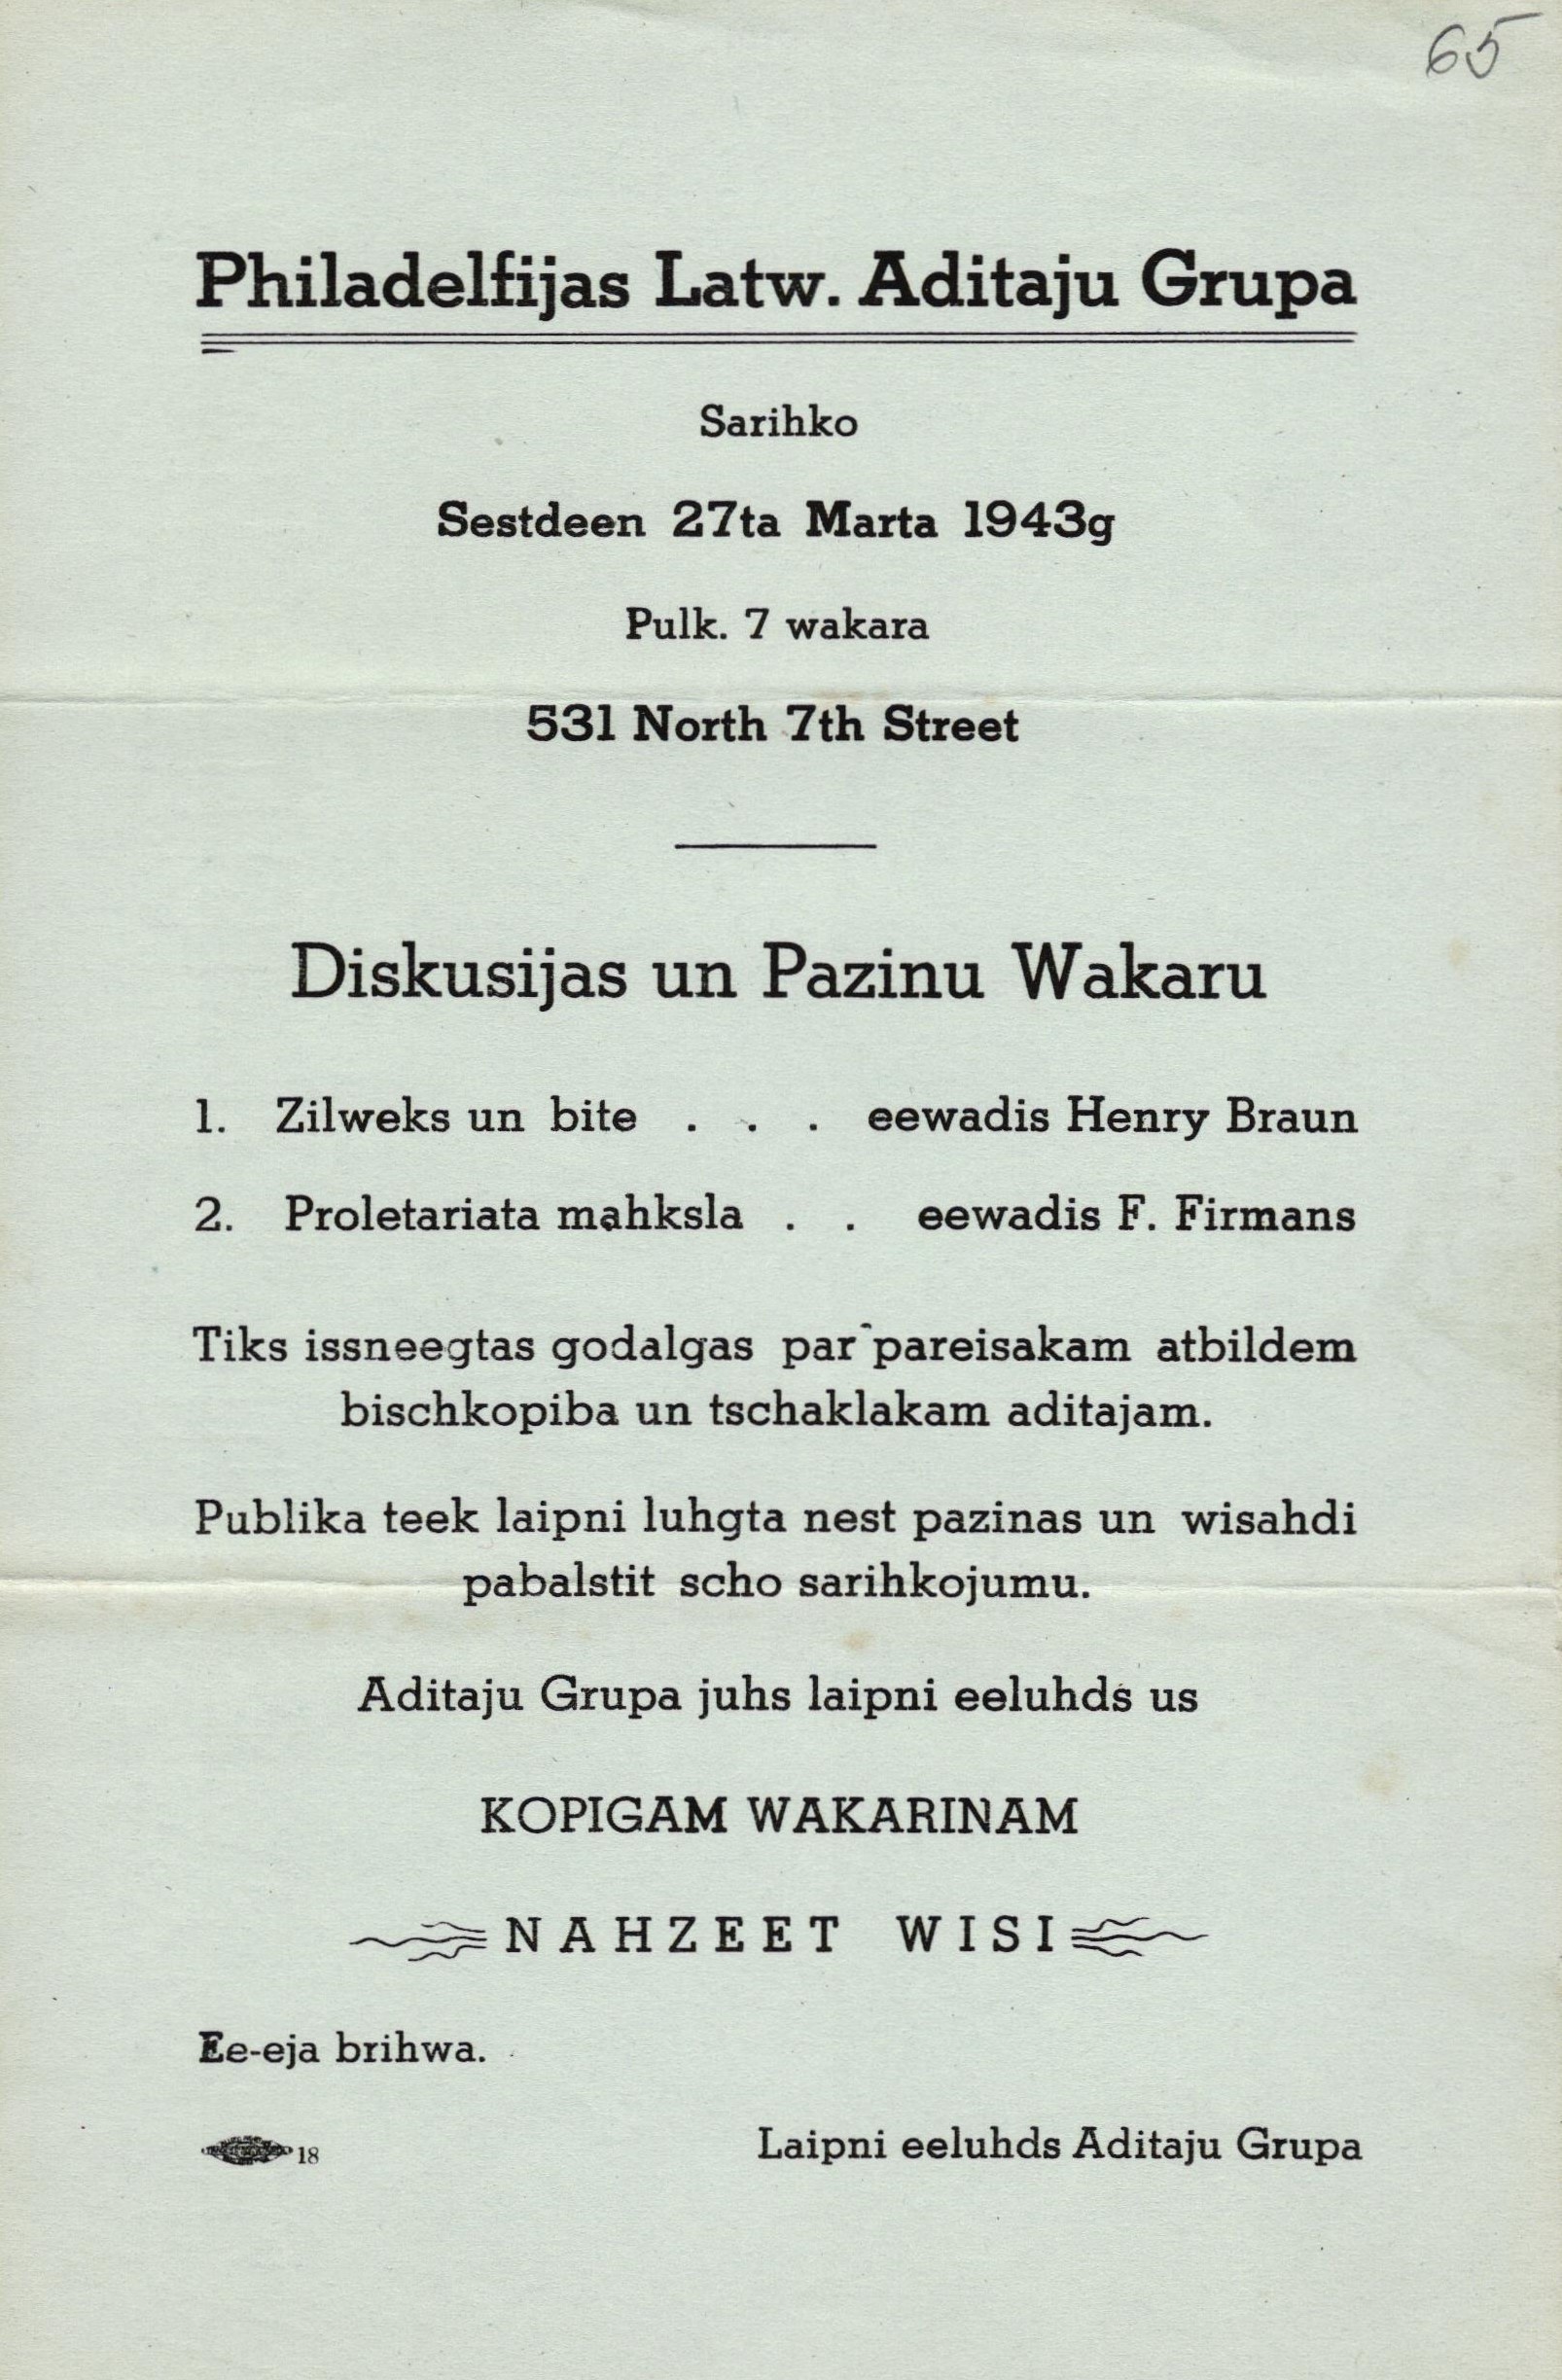 65
Philadelfijas Latw. Aditaju Grupa
Sarihko
Sestdeen 27ta Marta 1943g
Pulk. 7 wakara
531 North 7th Street
Diskusijas un Pazinu Wakaru
1. Zilweks un bite . . . eewadis Henry Braun
2. Proletariata mahksla . . eewadis F. Firmans
Tiks issneegtas godalgas par pareisakam atbildem
bischkopiba un tschaklakam aditajam.
Publika teek laipni luhgta nest pazinas un wisahdi
pabalstit scho sarihkojumu.
Aditaju Grupa juhs laipni eeluhds us
KOPIGAM WAKARINAM
NAHZEET WISI
Ee-eja brihwa.
18
Laipni eeluhds Aditaju Grupa